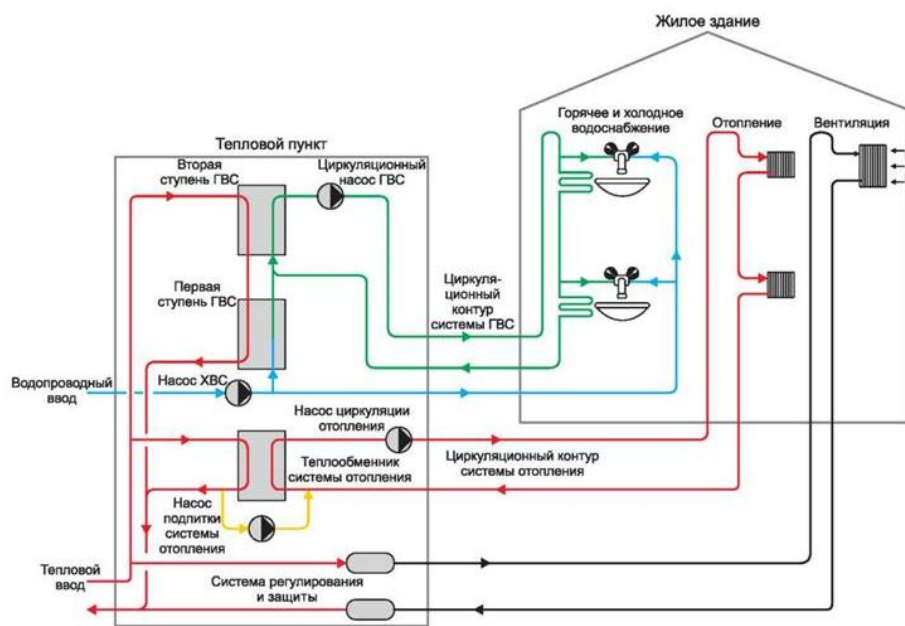 Жилое здание
Горячее и холодное
водоснабжение
Отопление
Вентиляция
Тепловой пункт
Вторая
ступень ГВС
Циркуляционный
насос ГВС
Первая
ступень ГВС
Циркуля-
ционный
контур
системы ГВС
Водопроводный
ввод
Насос ХВС
Насос циркуляции
отопления
Теплообменник
системы отопления
Циркуляционный контур
системы отопления
Насос
подпитки
системы
отопления
Тепловой
ввод
Система регулирования
и защиты